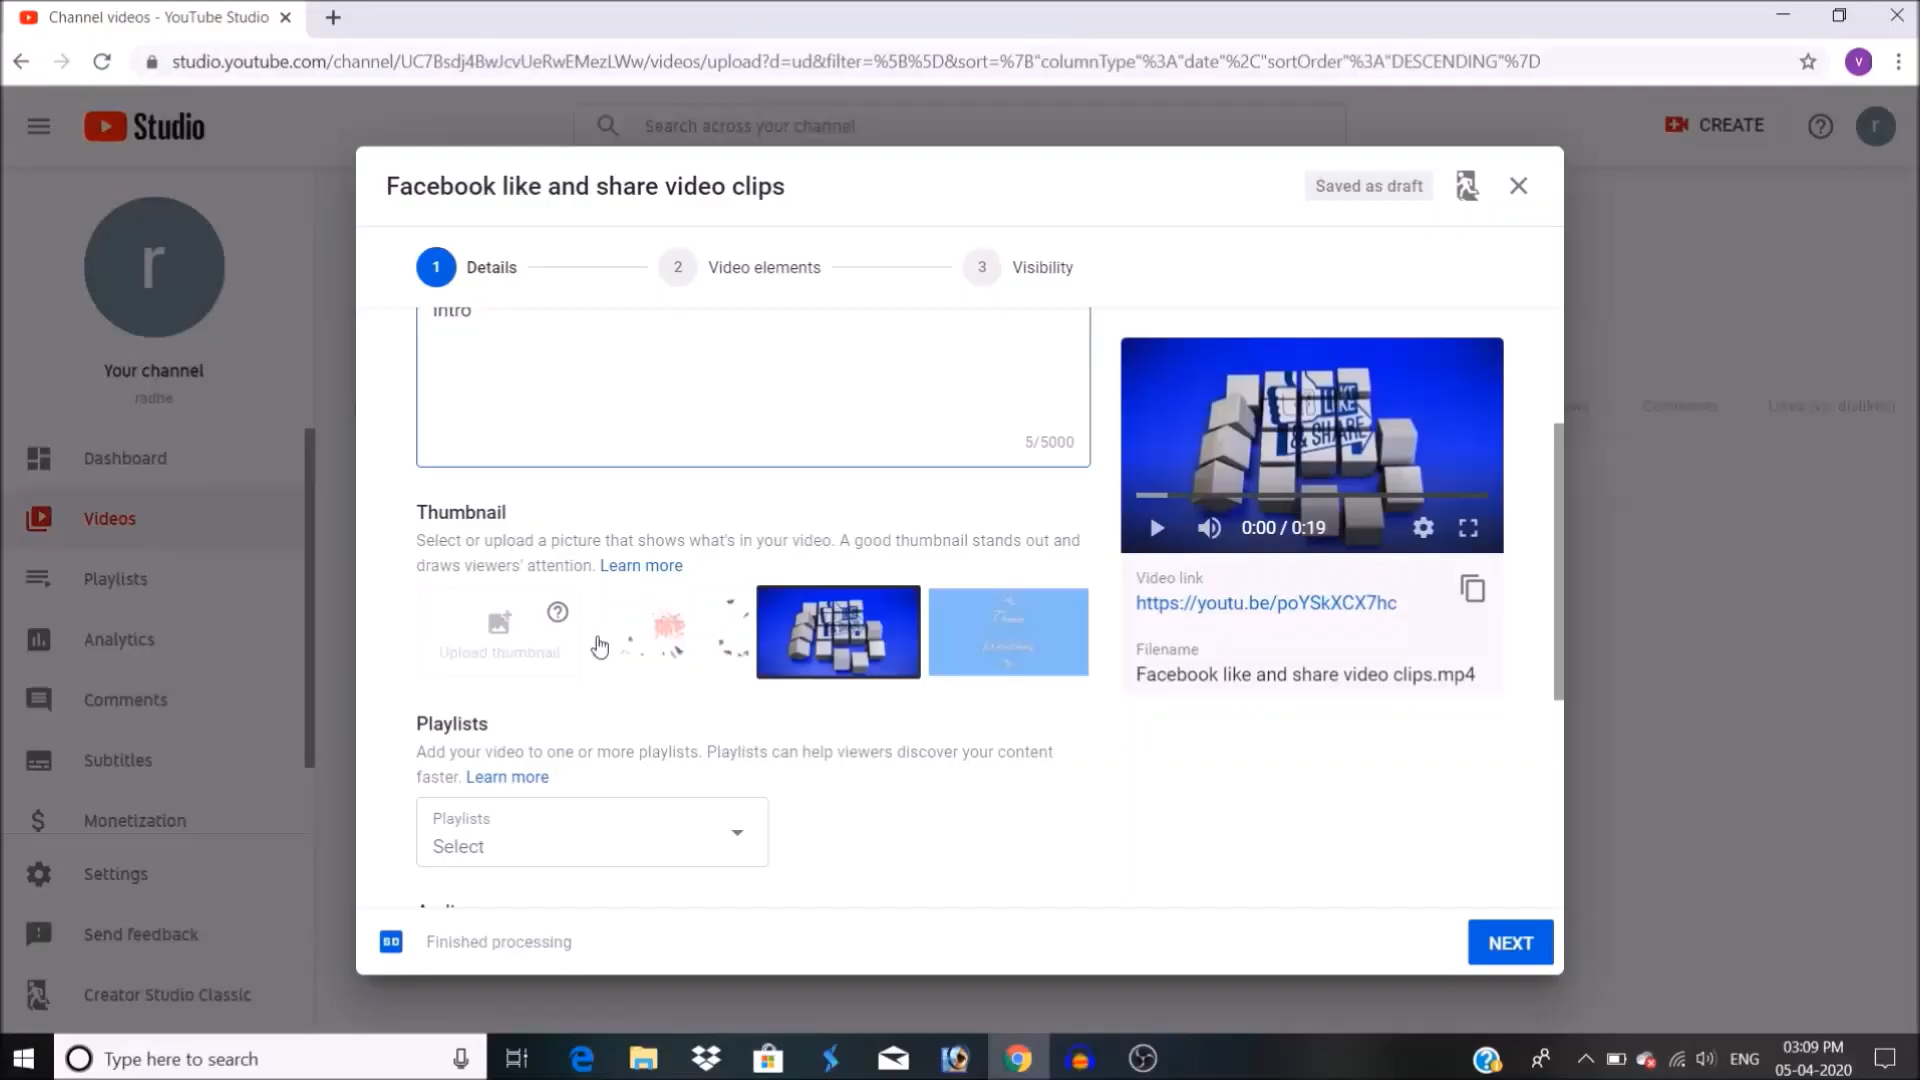 Channel videos - YouTube Studio
studio.youtube.com/channel/UC7Bsdj4BwJcvUeRwEMezLWw/videos/upload?d=ud&filter=%5B%5D&sort=%7B"columnType"%3A"date"%2C"sortOrder"%3A"DESCENDING"%7D
V
Studio
Search across your channel
CREATE
r
r
Your channel
radhe
Dashboard
Videos
Playlists
Analytics
Comments
Subtitles
Monetization
Settings
Send feedback
Creator Studio Classic
Comments
Likes (vs. dislikes)
Facebook like and share video clips
Saved as draft
1 Details
2 Video elements
3 Visibility
Intro
5/5000
Thumbnail
Select or upload a picture that shows what's in your video. A good thumbnail stands out and
draws viewers' attention. Learn more
Upload thumbnail
Playlists
Add your video to one or more playlists. Playlists can help viewers discover your content
faster. Learn more
Playlists
Select
LIKE
& SHARE
0:00 / 0:19
Video link
https://youtu.be/poYSkXCX7hc
Filename
Facebook like and share video clips.mp4
SD
Finished processing
NEXT
Type here to search
ENG
03:09 PM
05-04-2020